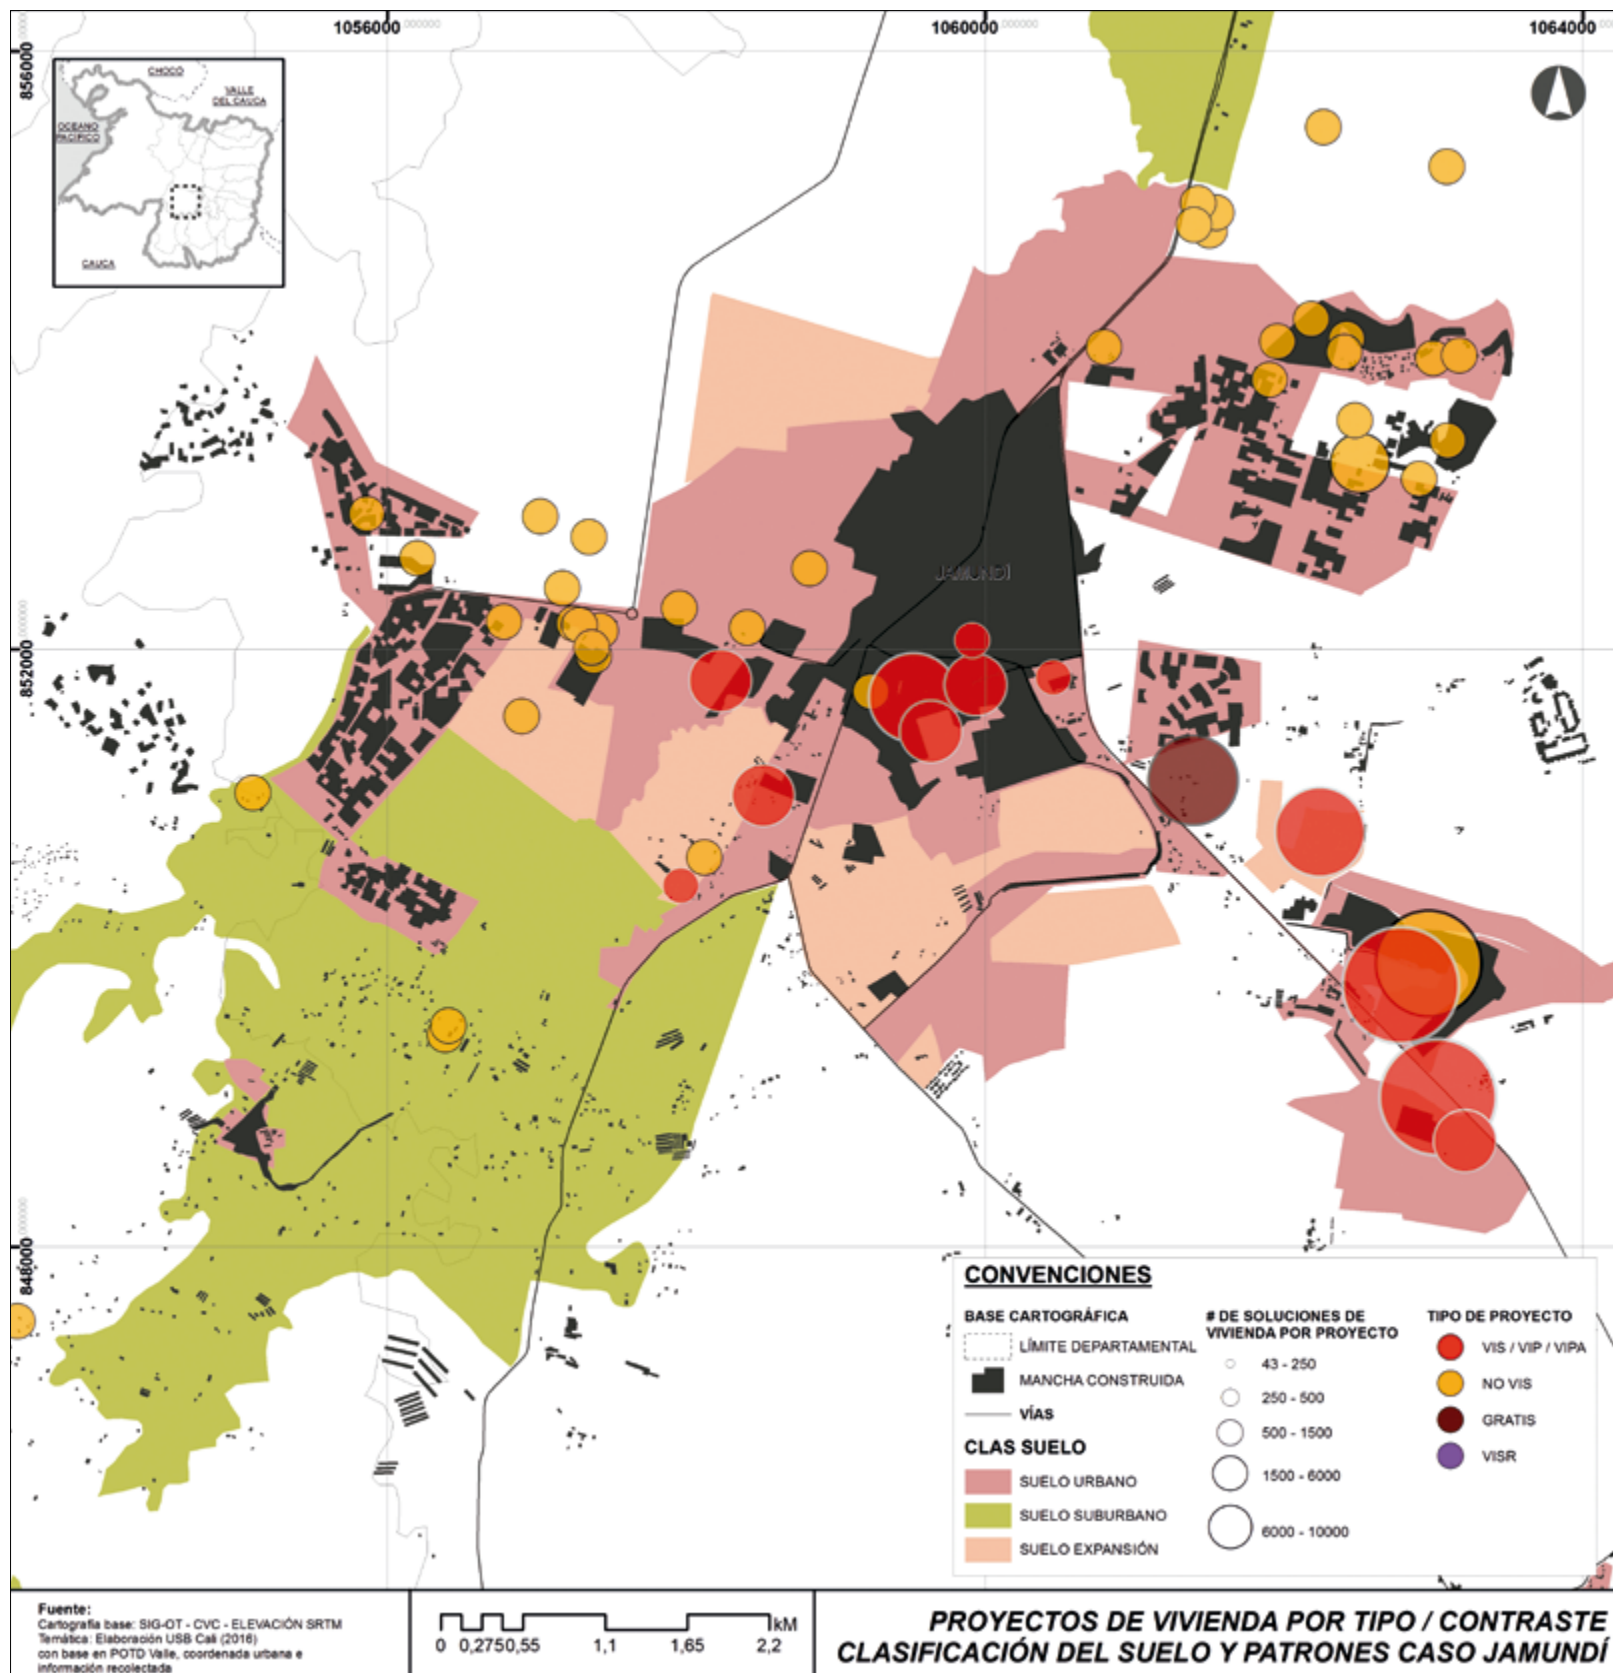 1056000
1060000
1064000
856000
852000
848000
CHOCÓ
VALLE
DEL CAUCA
OCEANO
PACÍFICO
CAUCA
JAMUNDÍ
CONVENCIONES
BASE CARTOGRÁFICA
LÍMITE DEPARTAMENTAL
MANCHA CONSTRUIDA
VÍAS
CLAS SUELO
SUELO URBANO
SUELO SUBURBANO
SUELO EXPANSIÓN
# DE SOLUCIONES DE
VIVIENDA POR PROYECTO
43 - 250
250 - 500
500 - 1500
1500 - 6000
6000 - 10000
TIPO DE PROYECTO
VIS / VIP / VIPA
NO VIS
GRATIS
VISR
Fuente:
Cartografía base: SIG-OT - CVC - ELEVACIÓN SRTM
Temática: Elaboración USB Cali (2016)
con base en POTD Valle, coordenada urbana e
información recolectada
kM
0 0,275 0,55 1,1 1,65 2,2
PROYECTOS DE VIVIENDA POR TIPO / CONTRASTE
CLASIFICACIÓN DEL SUELO Y PATRONES CASO JAMUNDÍ